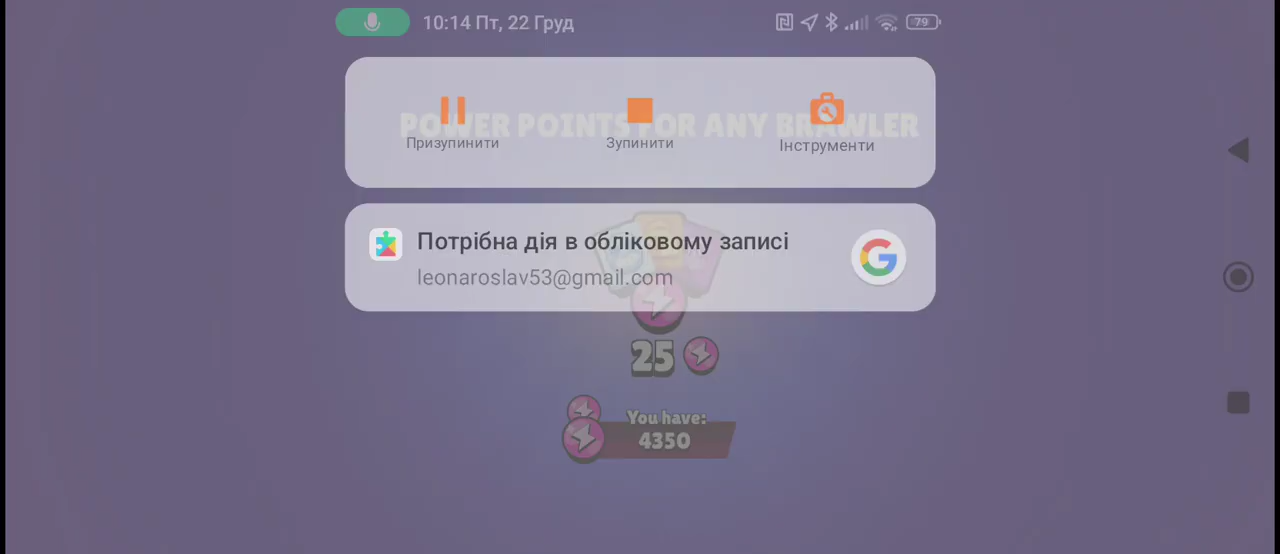 10:14 Пт, 22 Груд
79
POWER POINTS FOR ANY BRAWLER
Призупинити
Зупинити
Інструменти
Потрібна дія в обліковому записі
leonaroslav53@gmail.com
25
You have:
4350